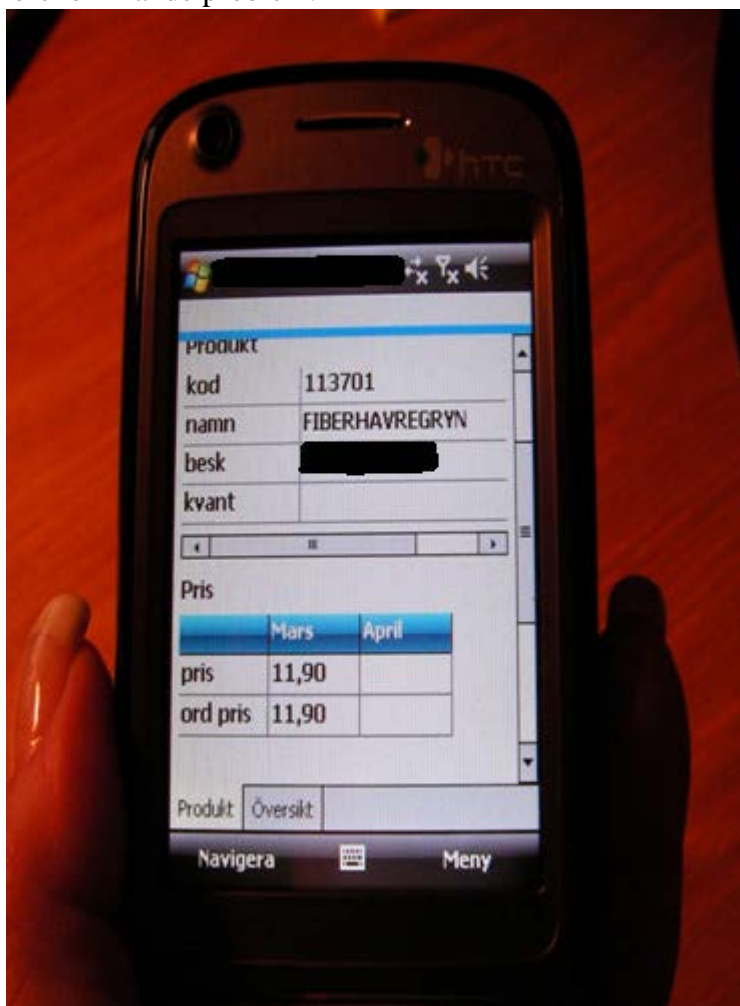 hTC
Produkt
kod 113701
namn FIBERHAVREGRYN
besk
kvant
Pris
Mars April
pris 11,90
ord pris 11,90
Produkt Översikt
Navigera Meny